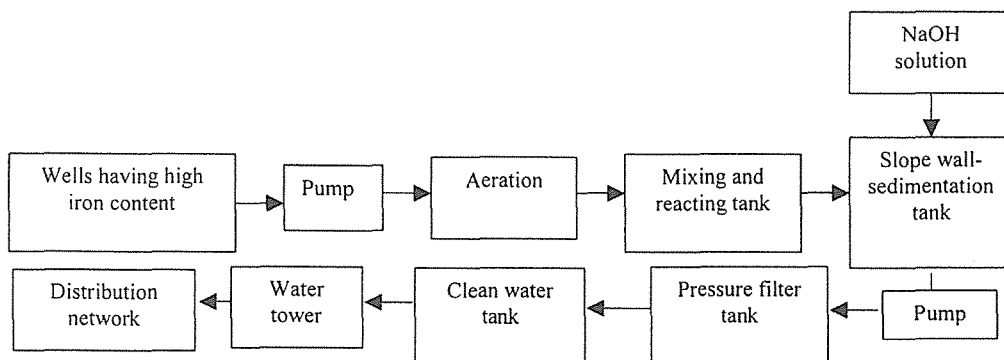 NaOH
solution
Wells having high
iron content
Pump
Aeration
Mixing and
reacting tank
Slope wall-
sedimentation
tank
Distribution
network
Water
tower
Clean water
tank
Pressure filter
tank
Pump